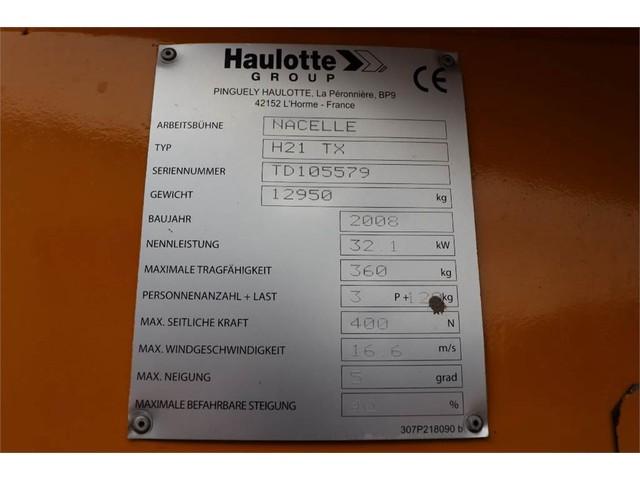 Haulotte
GROUP
CE
PINGUELY HAULOTTE, La Péronnière, BP9
42152 L'Horme - France
ARBEITSBÜHNE NACELLE
TYP H21 TX
SERIENNUMMER TD105579
GEWICHT 12950 kg
BAUJAHR 2008
NENNLEISTUNG 32.1 kW
MAXIMALE TRAGFÄHIGKEIT 360 kg
PERSONNENANZAHL + LAST 3 P + kg
MAX. SEITLICHE KRAFT 400 N
MAX. WINDGESCHWINDIGKEIT 16.6 m/s
MAX. NEIGUNG 5 grad
MAXIMALE BEFAHRBARE STEIGUNG 40 %
307P218090 b